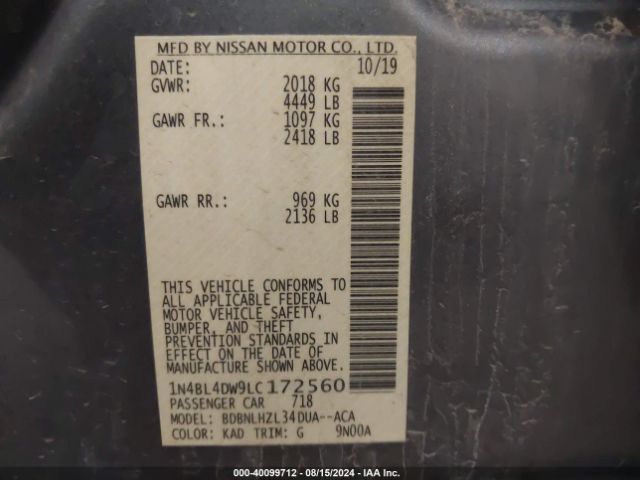 MFD BY NISSAN MOTOR CO., LTD.
DATE: 10/19
GVWR: 2018 KG
4449 LB
GAWR FR.: 1097 KG
2418 LB
GAWR RR.: 969 KG
2136 LB
THIS VEHICLE CONFORMS TO
ALL APPLICABLE FEDERAL
MOTOR VEHICLE SAFETY,
BUMPER, AND THEFT
PREVENTION STANDARDS IN
EFFECT ON THE DATE OF
MANUFACTURE SHOWN ABOVE.
1N4BL4DW9LC172560
PASSENGER CAR 718
MODEL: BDBNLHZL34DUA--ACA
COLOR: KAD TRIM: G 9N00A
000-40099712 - 08/15/2024 - IAA Inc.